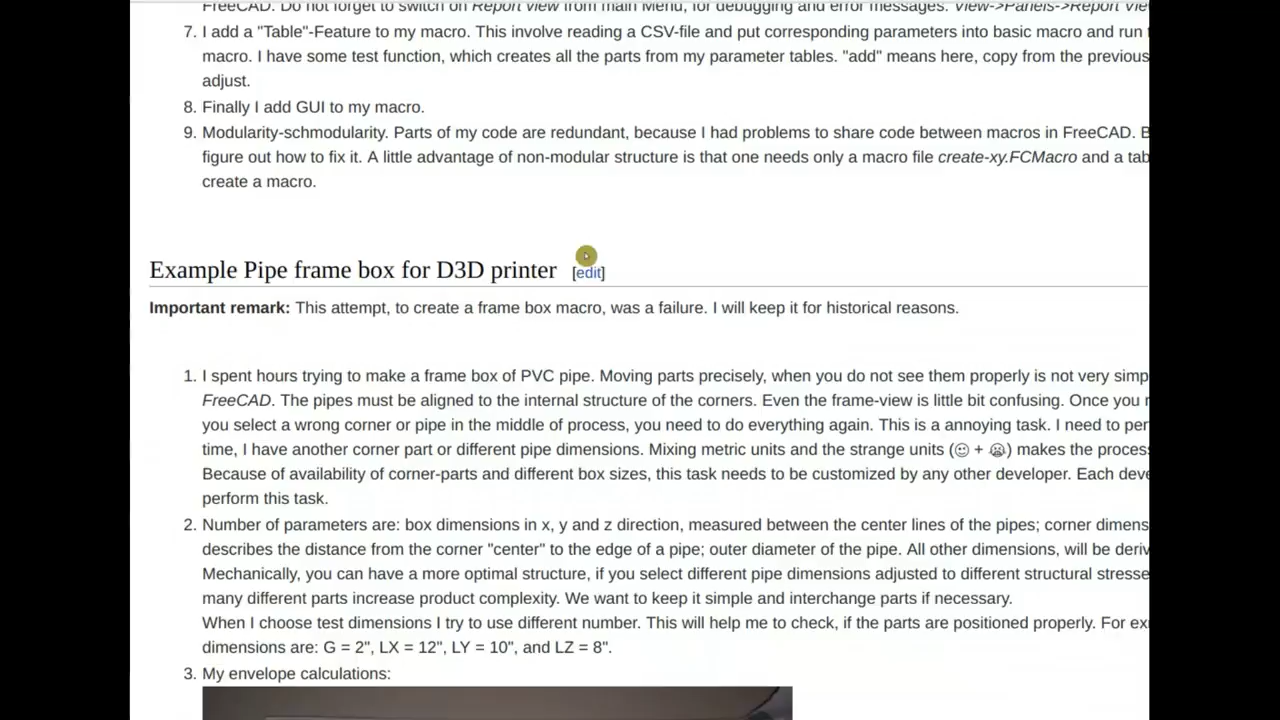 FreeCAD. Do not forget to switch on Report view from main Menu, for debugging and error messages. View->Panels->Report Vie
7. I add a "Table"-Feature to my macro. This involve reading a CSV-file and put corresponding parameters into basic macro and run
macro. I have some test function, which creates all the parts from my parameter tables. "add" means here, copy from the previous
adjust.
8. Finally I add GUI to my macro.
9. Modularity-schmodularity. Parts of my code are redundant, because I had problems to share code between macros in FreeCAD. B
figure out how to fix it. A little advantage of non-modular structure is that one needs only a macro file create-xy.FCMacro and a tab
create a macro.
Example Pipe frame box for D3D printer [edit]
Important remark: This attempt, to create a frame box macro, was a failure. I will keep it for historical reasons.
1. I spent hours trying to make a frame box of PVC pipe. Moving parts precisely, when you do not see them properly is not very simp
FreeCAD. The pipes must be aligned to the internal structure of the corners. Even the frame-view is little bit confusing. Once you
you select a wrong corner or pipe in the middle of process, you need to do everything again. This is a annoying task. I need to per
time, I have another corner part or different pipe dimensions. Mixing metric units and the strange units (☺ + 😭) makes the proces
Because of availability of corner-parts and different box sizes, this task needs to be customized by any other developer. Each deve
perform this task.
2. Number of parameters are: box dimensions in x, y and z direction, measured between the center lines of the pipes; corner dimens
describes the distance from the corner "center" to the edge of a pipe; outer diameter of the pipe. All other dimensions, will be deriv
Mechanically, you can have a more optimal structure, if you select different pipe dimensions adjusted to different structural stresse
many different parts increase product complexity. We want to keep it simple and interchange parts if necessary.
When I choose test dimensions I try to use different number. This will help me to check, if the parts are positioned properly. For ex
dimensions are: G = 2", LX = 12", LY = 10", and LZ = 8".
3. My envelope calculations: